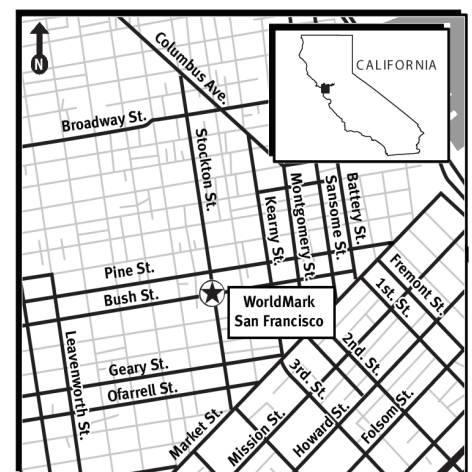 N
CALIFORNIA
Columbus Ave.
Broadway St.
Stockton St.
Kearny St.
Montgomery St.
Sansome St.
Battery St.
Pine St.
Bush St.
WorldMark
San Francisco
Fremont St.
1st. St.
2nd. St.
3rd. St.
Leavenworth St.
Geary St.
Ofarrell St.
Market St.
Mission St.
Howard St.
Folsom St.